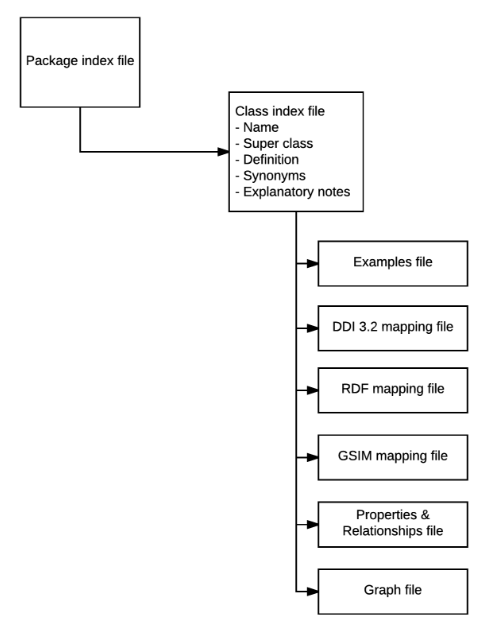 Package index file
Class index file
- Name
- Super class
- Definition
- Synonyms
- Explanatory notes
Examples file
DDI 3.2 mapping file
RDF mapping file
GSIM mapping file
Properties &
Relationships file
Graph file